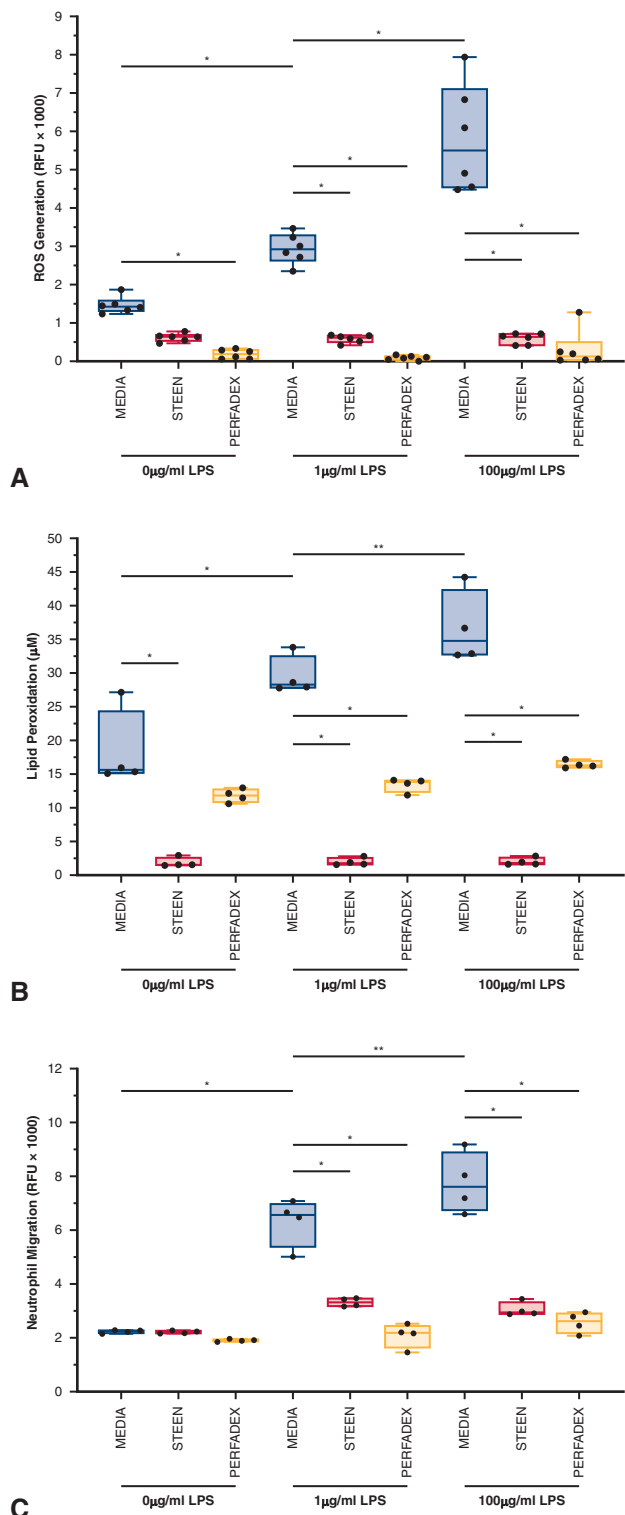 ROS Generation (RFU × 1000)
9
8
7
6
5
4
3
2
1
0
*
*
*
*
*
*
*
MEDIA
STEEN
PERFADEX
MEDIA
STEEN
PERFADEX
MEDIA
STEEN
PERFADEX
0µg/ml LPS
1µg/ml LPS
100µg/ml LPS
A
Lipid Peroxidation (µM)
50
45
40
35
30
25
20
15
10
5
0
**
*
*
*
*
*
*
MEDIA
STEEN
PERFADEX
MEDIA
STEEN
PERFADEX
MEDIA
STEEN
PERFADEX
0µg/ml LPS
1µg/ml LPS
100µg/ml LPS
B
Neutrophil Migration (RFU × 1000)
12
10
8
6
4
2
0
**
*
*
*
*
*
MEDIA
STEEN
PERFADEX
MEDIA
STEEN
PERFADEX
MEDIA
STEEN
PERFADEX
0µg/ml LPS
1µg/ml LPS
100µg/ml LPS
C